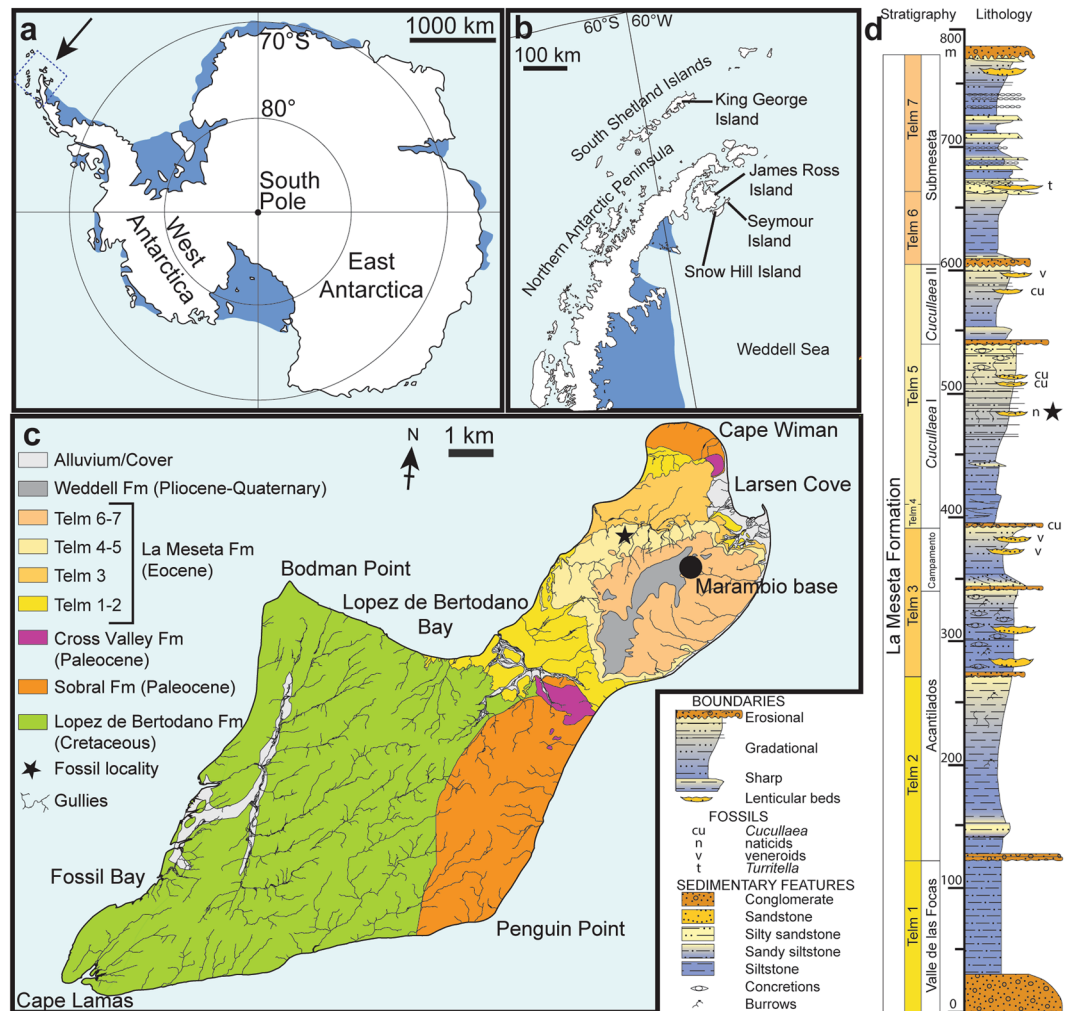 a
1000 km
70°S
80°
South
Pole
West
Antarctica
East
Antarctica
b
60°S
60°W
100 km
South Shetland Islands
King George
Island
Northern Antarctic Peninsula
James Ross
Island
Seymour
Island
Snow Hill Island
Weddell Sea
c
N
1 km
Alluvium/Cover
Weddell Fm (Pliocene-Quaternary)
Telm 6-7
Telm 4-5
Telm 3
Telm 1-2
La Meseta Fm
(Eocene)
Cross Valley Fm
(Paleocene)
Sobral Fm (Paleocene)
Lopez de Bertodano Fm
(Cretaceous)
Fossil locality
Gullies
Cape Wiman
Larsen Cove
Marambio base
Bodman Point
Lopez de Bertodano
Bay
Fossil Bay
Penguin Point
Cape Lamas
BOUNDARIES
Erosional
Gradational
Sharp
Lenticular beds
FOSSILS
cu Cucullaea
n naticids
v veneroids
t Turritella
SEDIMENTARY FEATURES
Conglomerate
Sandstone
Silty sandstone
Sandy siltstone
Siltstone
Concretions
Burrows
d
Stratigraphy
Lithology
800
m
700
600
500
400
300
200
100
0
La Meseta Formation
Telm 7
Telm 6
Telm 5
Telm 4
Telm 3
Telm 2
Telm 1
Submeseta
Cucullaea II
Cucullaea I
Campamento
Acantilados
Valle de las Focas
t
v
cu
cu
cu
n
cu
v
v